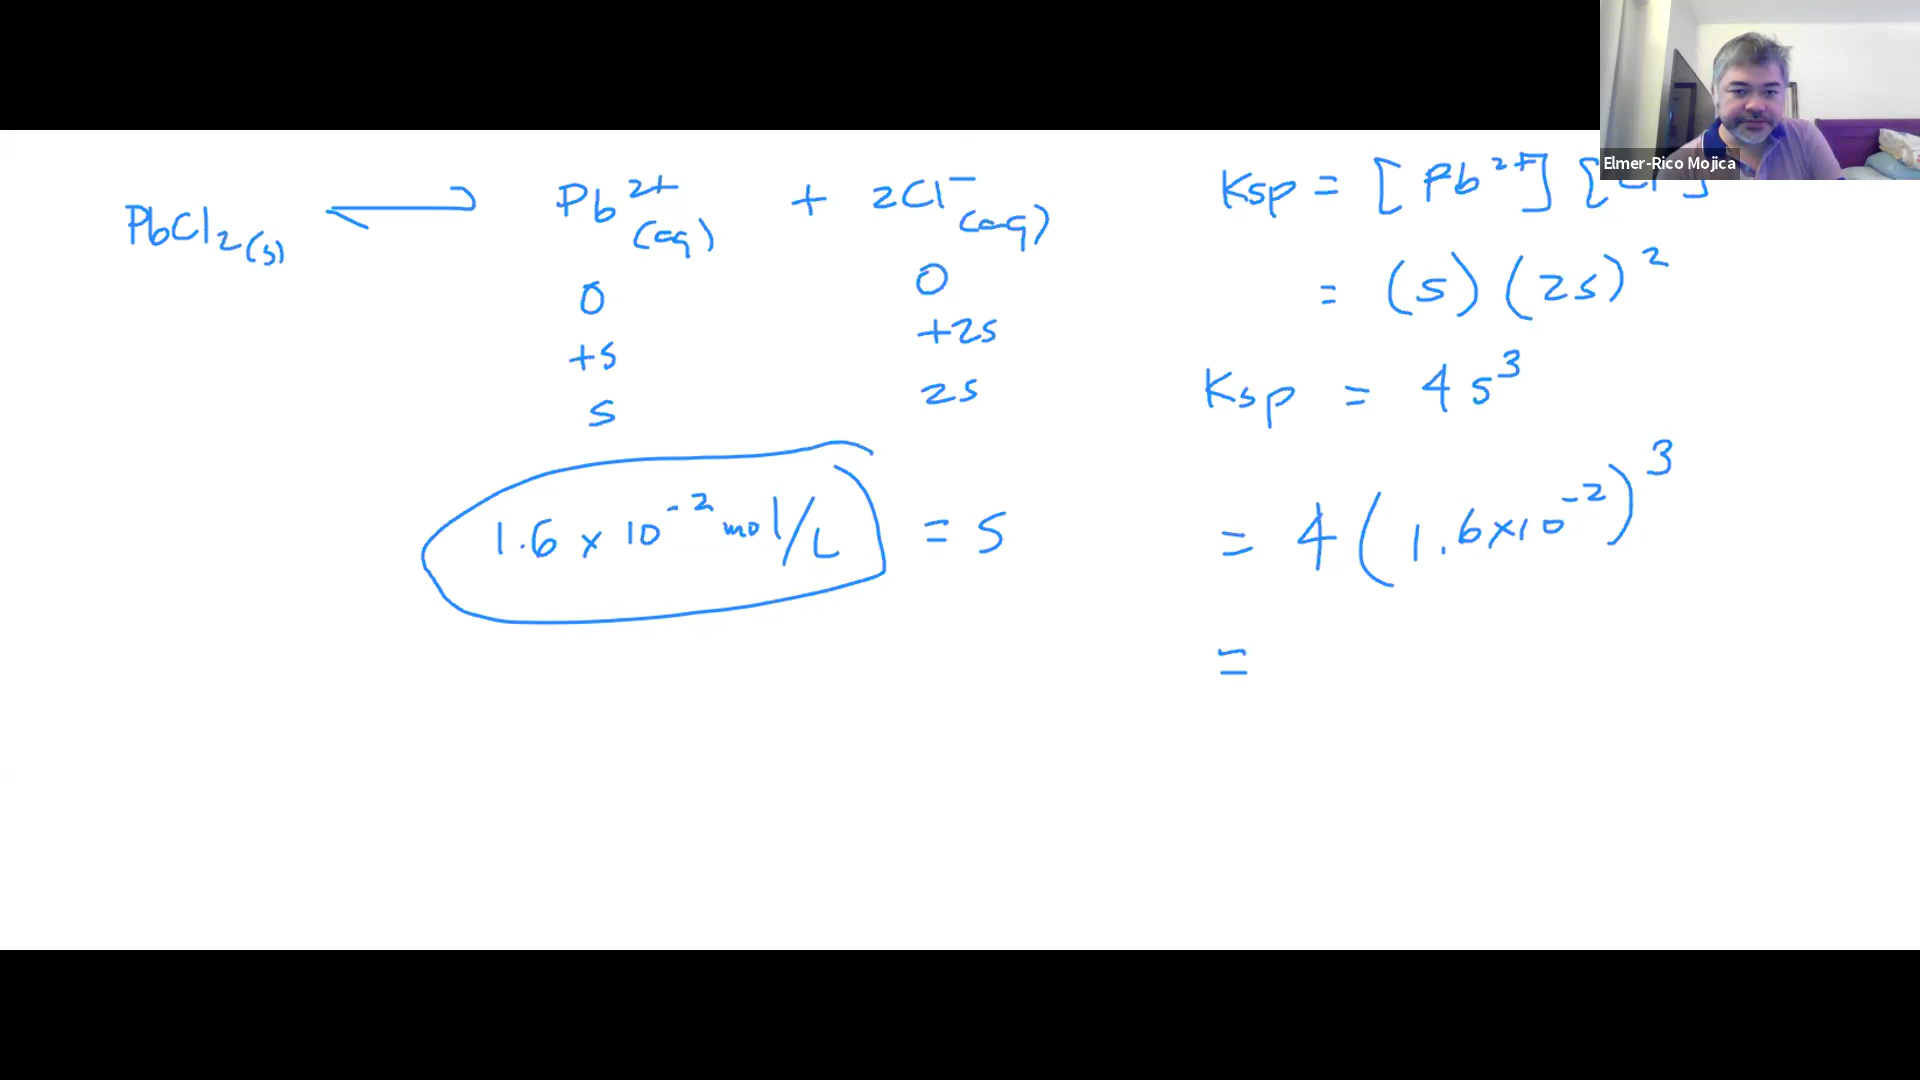 PbCl₂(s) ⇌ Pb²⁺(aq) + 2Cl⁻(aq)
0 0
+s +2s
s 2s
1.6 x 10⁻² mol/L = s
Elmer-Rico Mojica
Ksp = [Pb²⁺] [
= (s) (2s)²
Ksp = 4s³
= 4(1.6x10⁻²)³
=